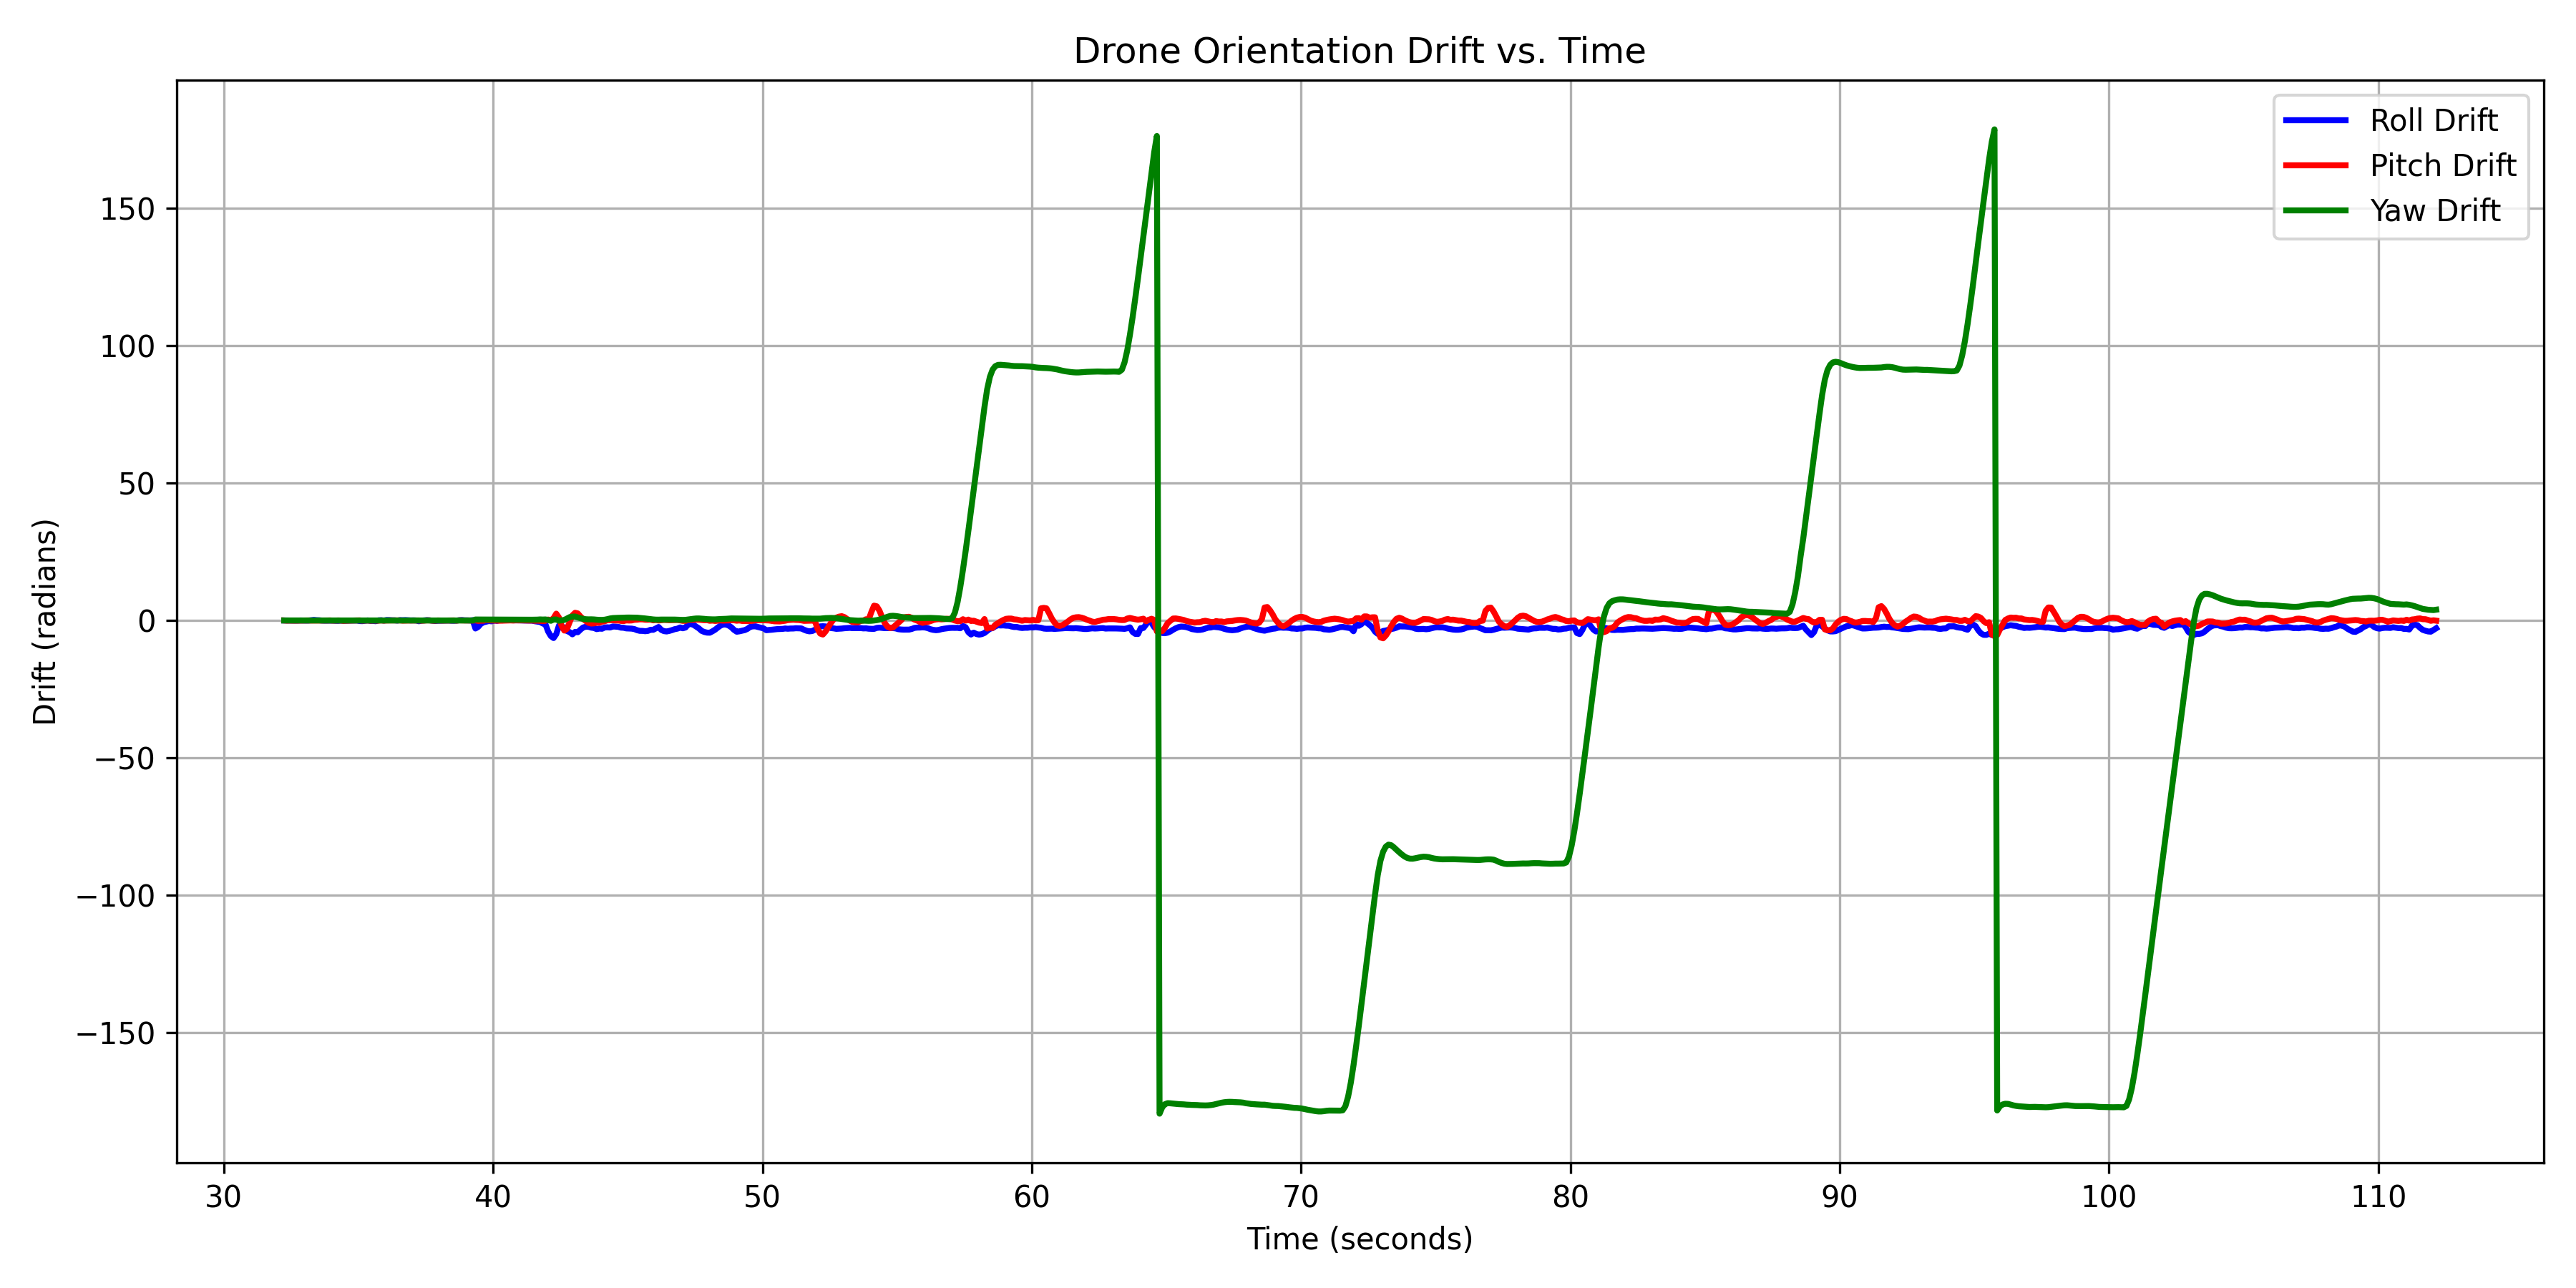 Drone Orientation Drift vs. Time
Roll Drift
Pitch Drift
Yaw Drift
Drift (radians)
150
100
50
0
−50
−100
−150
30 40 50 60 70 80 90 100 110
Time (seconds)